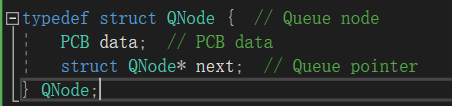 typedef struct QNode {  // Queue node
    PCB data;  // PCB data
    struct QNode* next;  // Queue pointer
} QNode;